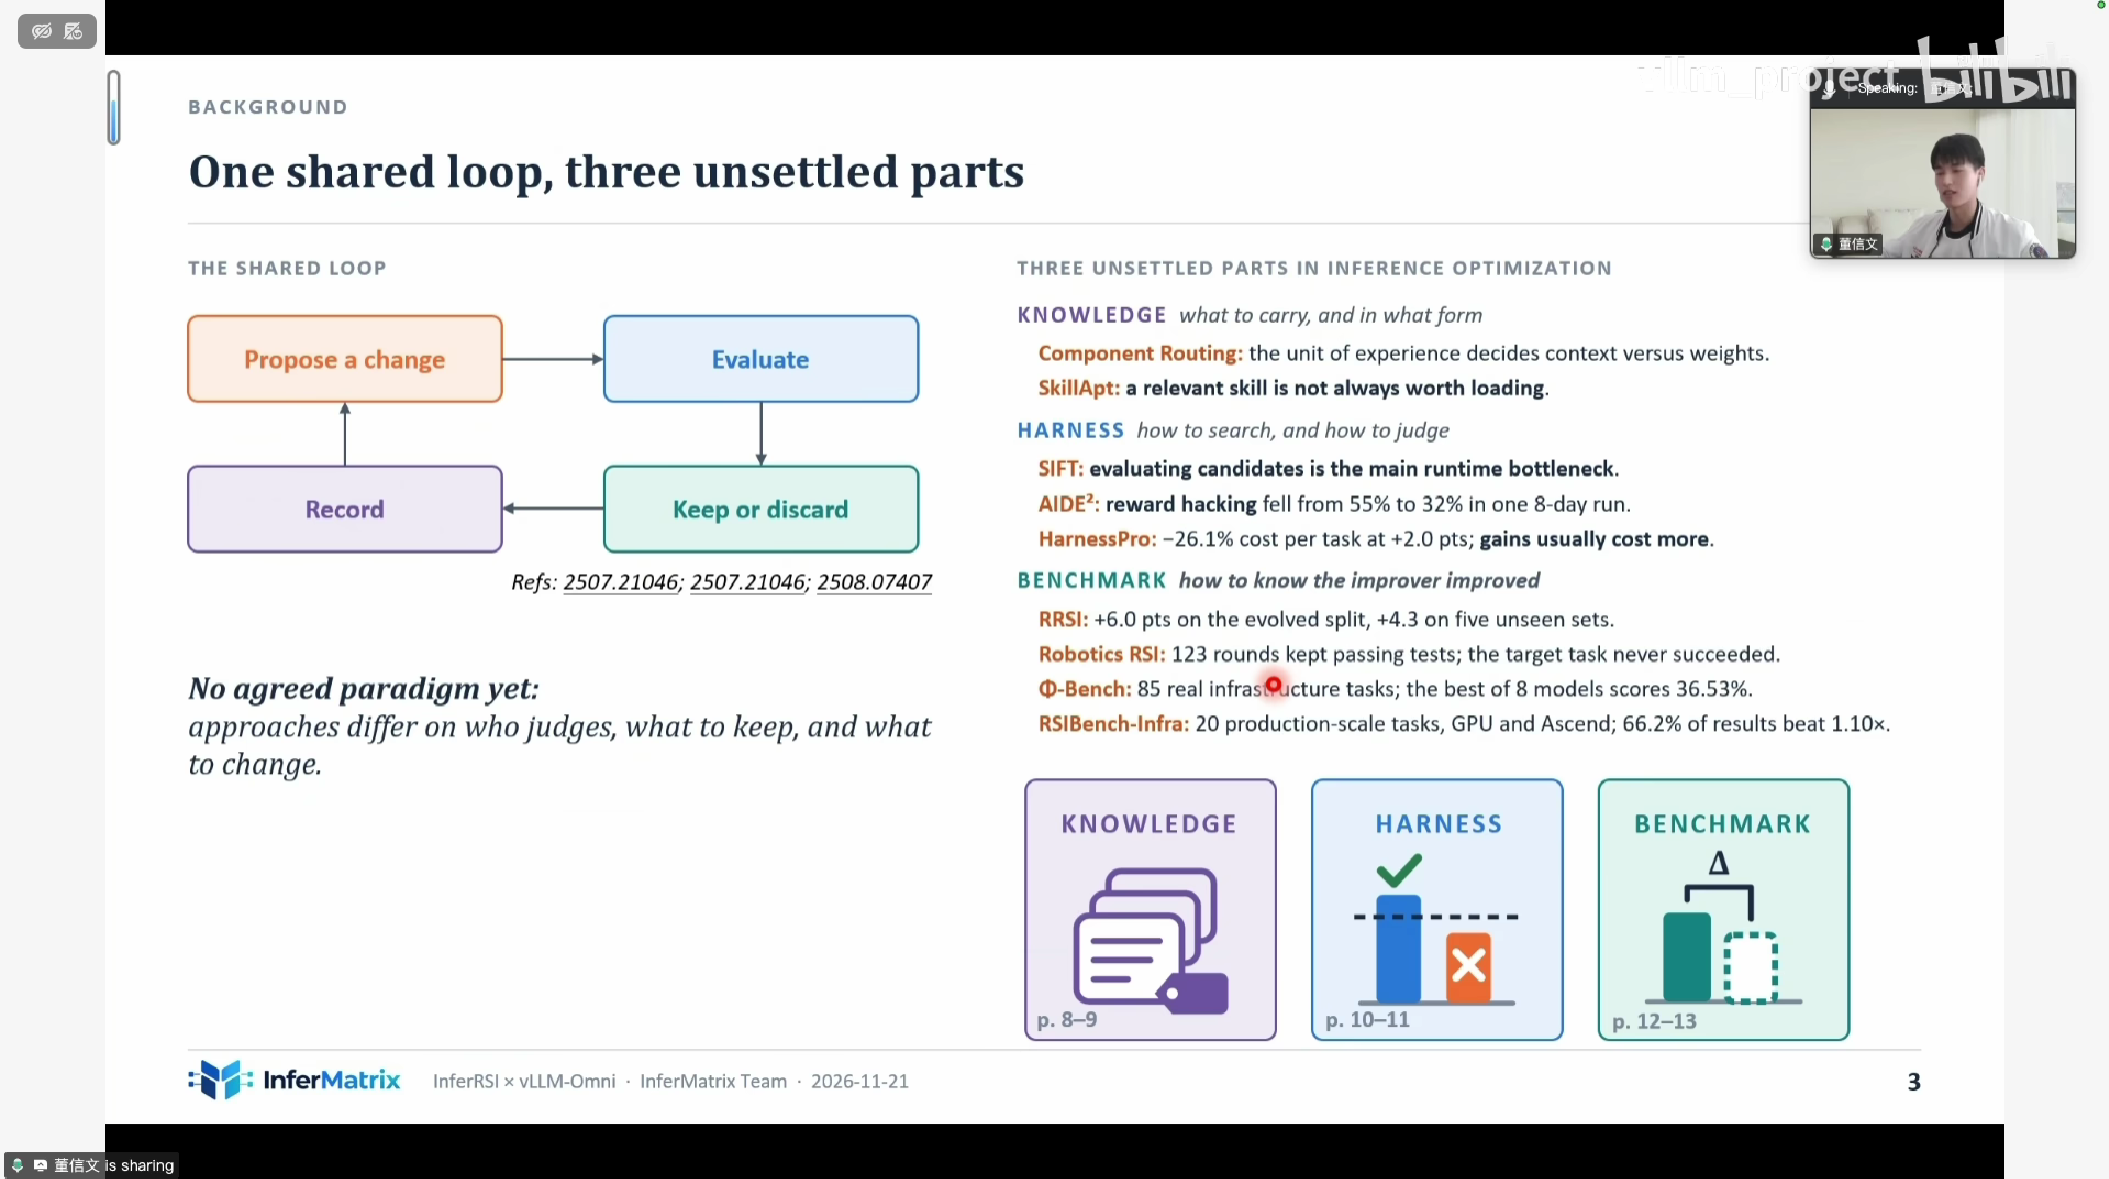 vllm_project bilibili
Speaking:
董信文
BACKGROUND
One shared loop, three unsettled parts
THE SHARED LOOP
Propose a change
Evaluate
Record
Keep or discard
Refs: 2507.21046; 2507.21046; 2508.07407
No agreed paradigm yet:
approaches differ on who judges, what to keep, and what
to change.
THREE UNSETTLED PARTS IN INFERENCE OPTIMIZATION
KNOWLEDGE what to carry, and in what form
Component Routing: the unit of experience decides context versus weights.
SkillApt: a relevant skill is not always worth loading.
HARNESS how to search, and how to judge
SIFT: evaluating candidates is the main runtime bottleneck.
AIDE²: reward hacking fell from 55% to 32% in one 8-day run.
HarnessPro: −26.1% cost per task at +2.0 pts; gains usually cost more.
BENCHMARK how to know the improver improved
RRSI: +6.0 pts on the evolved split, +4.3 on five unseen sets.
Robotics RSI: 123 rounds kept passing tests; the target task never succeeded.
Φ-Bench: 85 real infrastructure tasks; the best of 8 models scores 36.53%.
RSIBench-Infra: 20 production-scale tasks, GPU and Ascend; 66.2% of results beat 1.10×.
KNOWLEDGE
p. 8–9
HARNESS
p. 10–11
BENCHMARK
Δ
p. 12–13
InferMatrix
InferRSI × vLLM-Omni · InferMatrix Team · 2026-11-21
3
董信文 is sharing